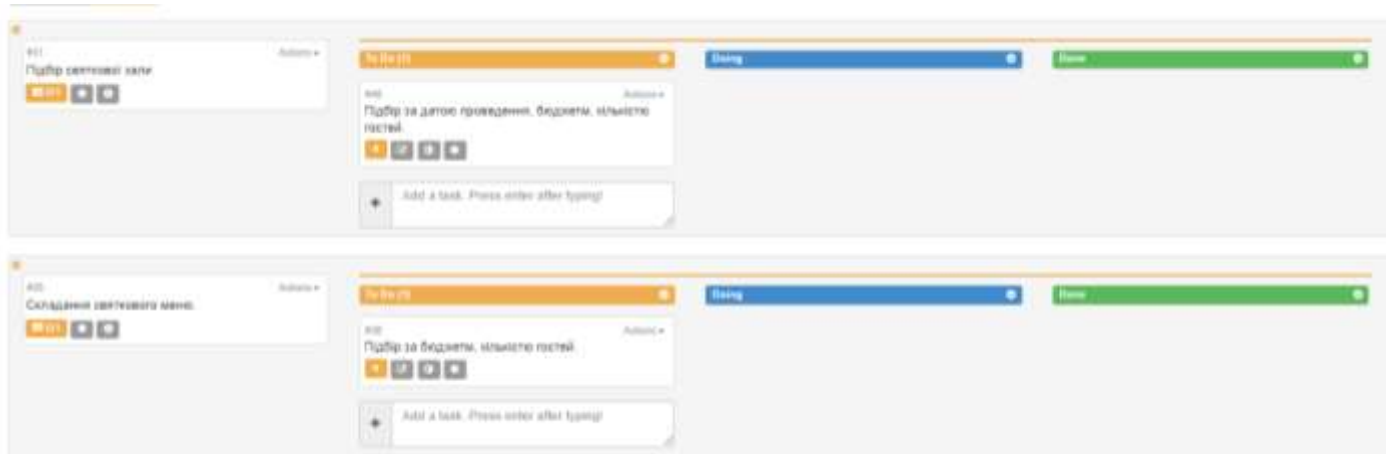 Actions
Підбір святкової зали
To Do (1)
Doing
Done
Actions
Підбір за датою проведення, бюджети, кількістю
гостей.
Add a task. Press enter after typing!
Actions
Складання святкового меню.
To Do (1)
Doing
Done
Actions
Підбір за бюджети, кількістю гостей.
Add a task. Press enter after typing!